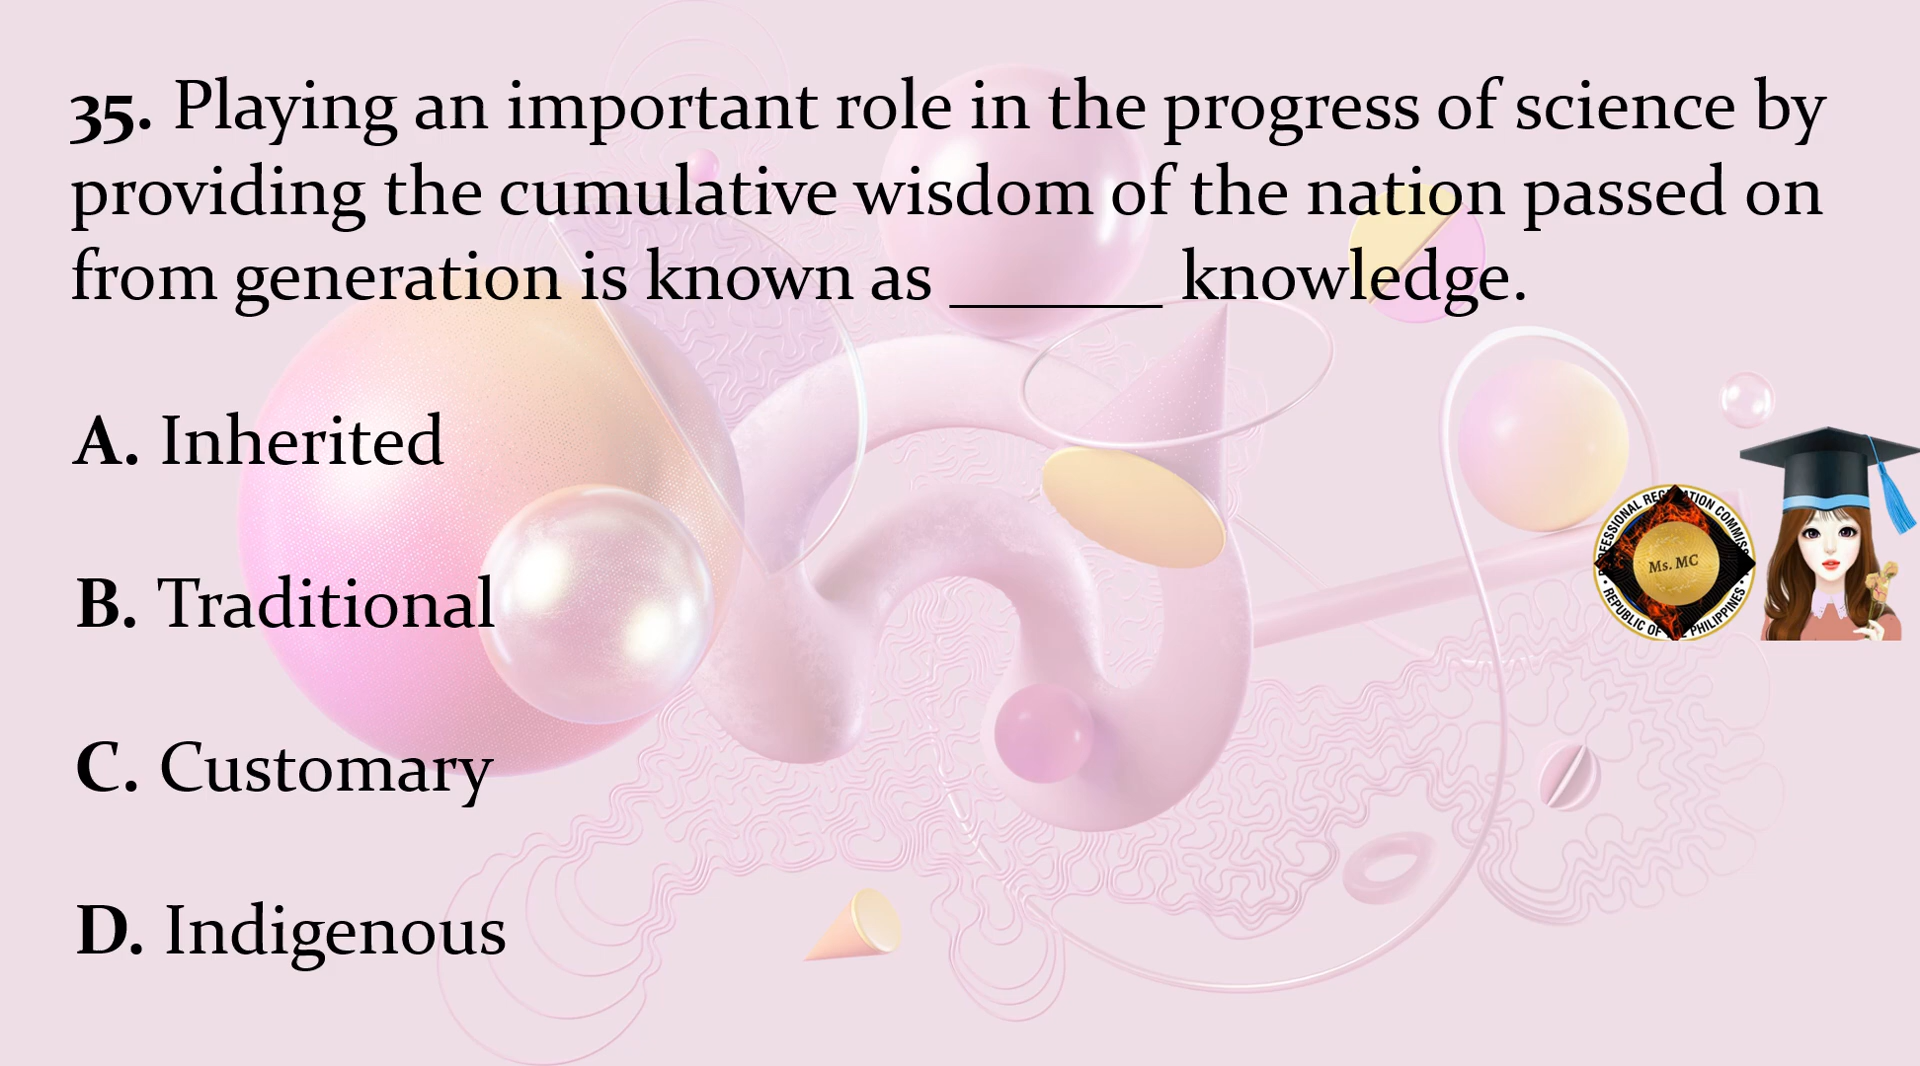 35. Playing an important role in the progress of science by
providing the cumulative wisdom of the nation passed on
from generation is known as _______ knowledge.
A. Inherited
B. Traditional
C. Customary
D. Indigenous
Ms. MC
REPUBLIC OF PHILIPPINES